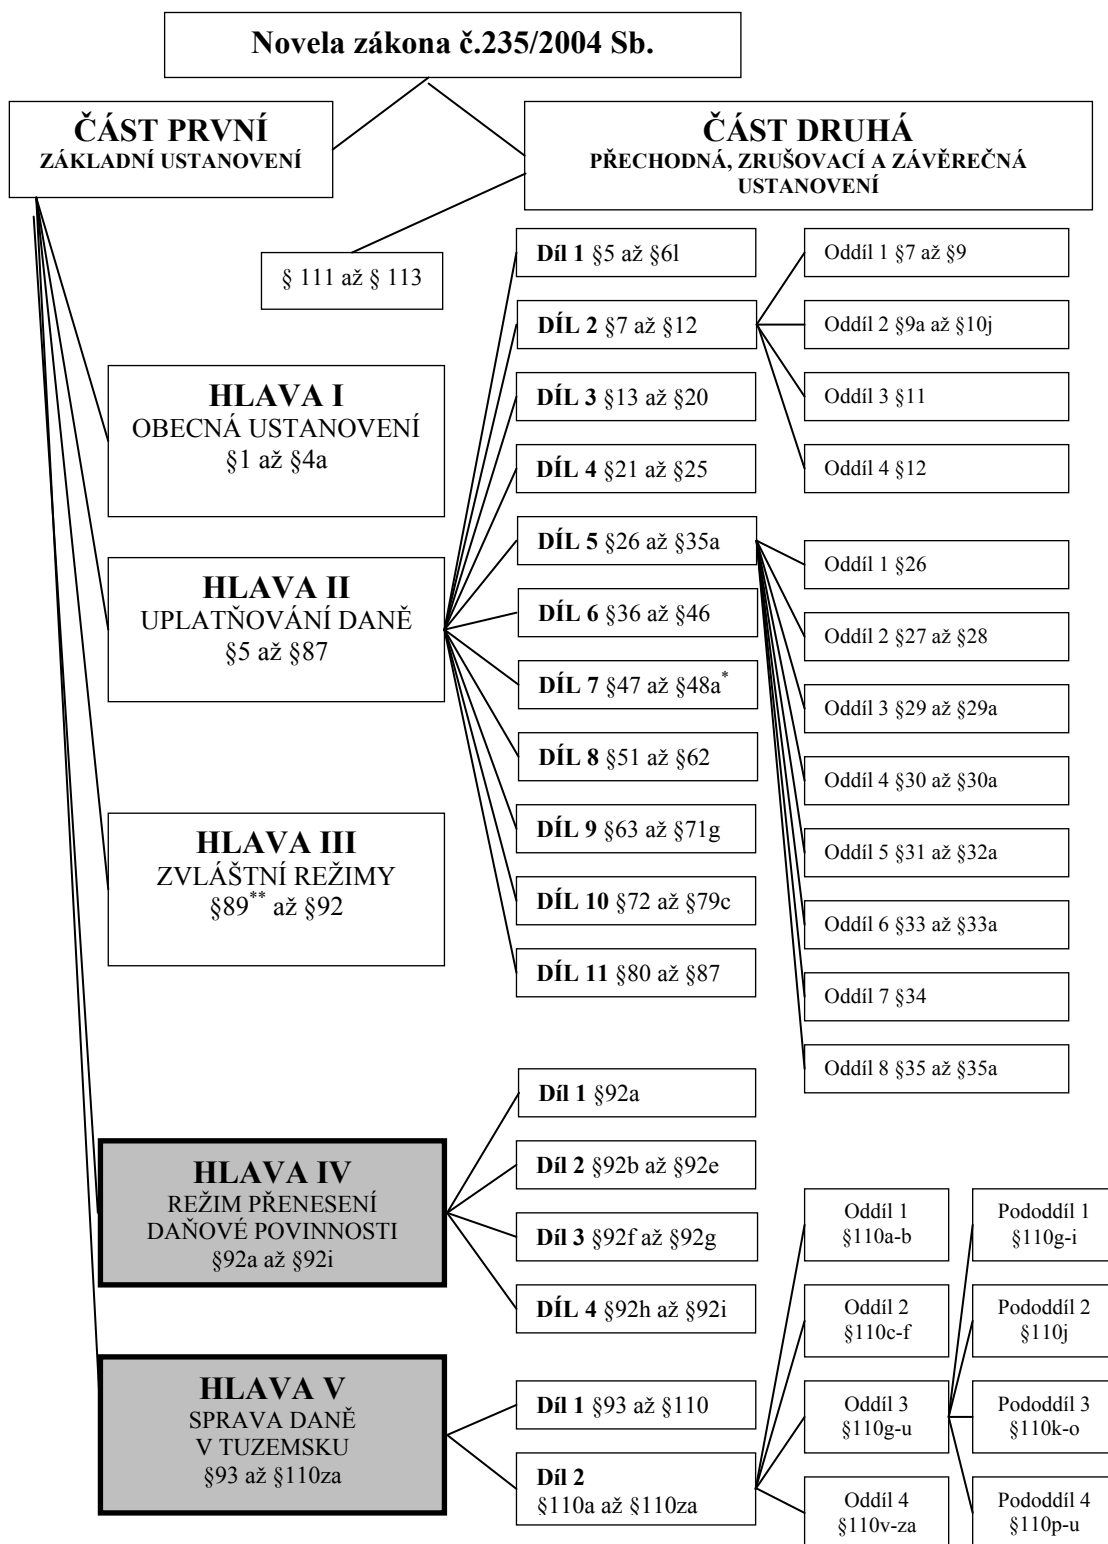 Novela zákona č.235/2004 Sb.
ČÁST PRVNÍ
ZÁKLADNÍ USTANOVENÍ
ČÁST DRUHÁ
PŘECHODNÁ, ZRUŠOVACÍ A ZÁVĚREČNÁ
USTANOVENÍ
§ 111 až § 113
HLAVA I
OBECNÁ USTANOVENÍ
§1 až §4a
HLAVA II
UPLATŇOVÁNÍ DANĚ
§5 až §87
HLAVA III
ZVLÁŠTNÍ REŽIMY
§89** až §92
HLAVA IV
REŽIM PŘENESENÍ
DAŇOVÉ POVINNOSTI
§92a až §92i
HLAVA V
SPRAVA DANĚ
V TUZEMSKU
§93 až §110za
Díl 1 §5 až §6l
DÍL 2 §7 až §12
DÍL 3 §13 až §20
DÍL 4 §21 až §25
DÍL 5 §26 až §35a
DÍL 6 §36 až §46
DÍL 7 §47 až §48a*
DÍL 8 §51 až §62
DÍL 9 §63 až §71g
DÍL 10 §72 až §79c
DÍL 11 §80 až §87
Oddíl 1 §7 až §9
Oddíl 2 §9a až §10j
Oddíl 3 §11
Oddíl 4 §12
Oddíl 1 §26
Oddíl 2 §27 až §28
Oddíl 3 §29 až §29a
Oddíl 4 §30 až §30a
Oddíl 5 §31 až §32a
Oddíl 6 §33 až §33a
Oddíl 7 §34
Oddíl 8 §35 až §35a
Díl 1 §92a
Díl 2 §92b až §92e
Díl 3 §92f až §92g
DÍL 4 §92h až §92i
Díl 1 §93 až §110
Díl 2
§110a až §110za
Oddíl 1
§110a-b
Oddíl 2
§110c-f
Oddíl 3
§110g-u
Oddíl 4
§110v-za
Pododdíl 1
§110g-i
Pododdíl 2
§110j
Pododdíl 3
§110k-o
Pododdíl 4
§110p-u